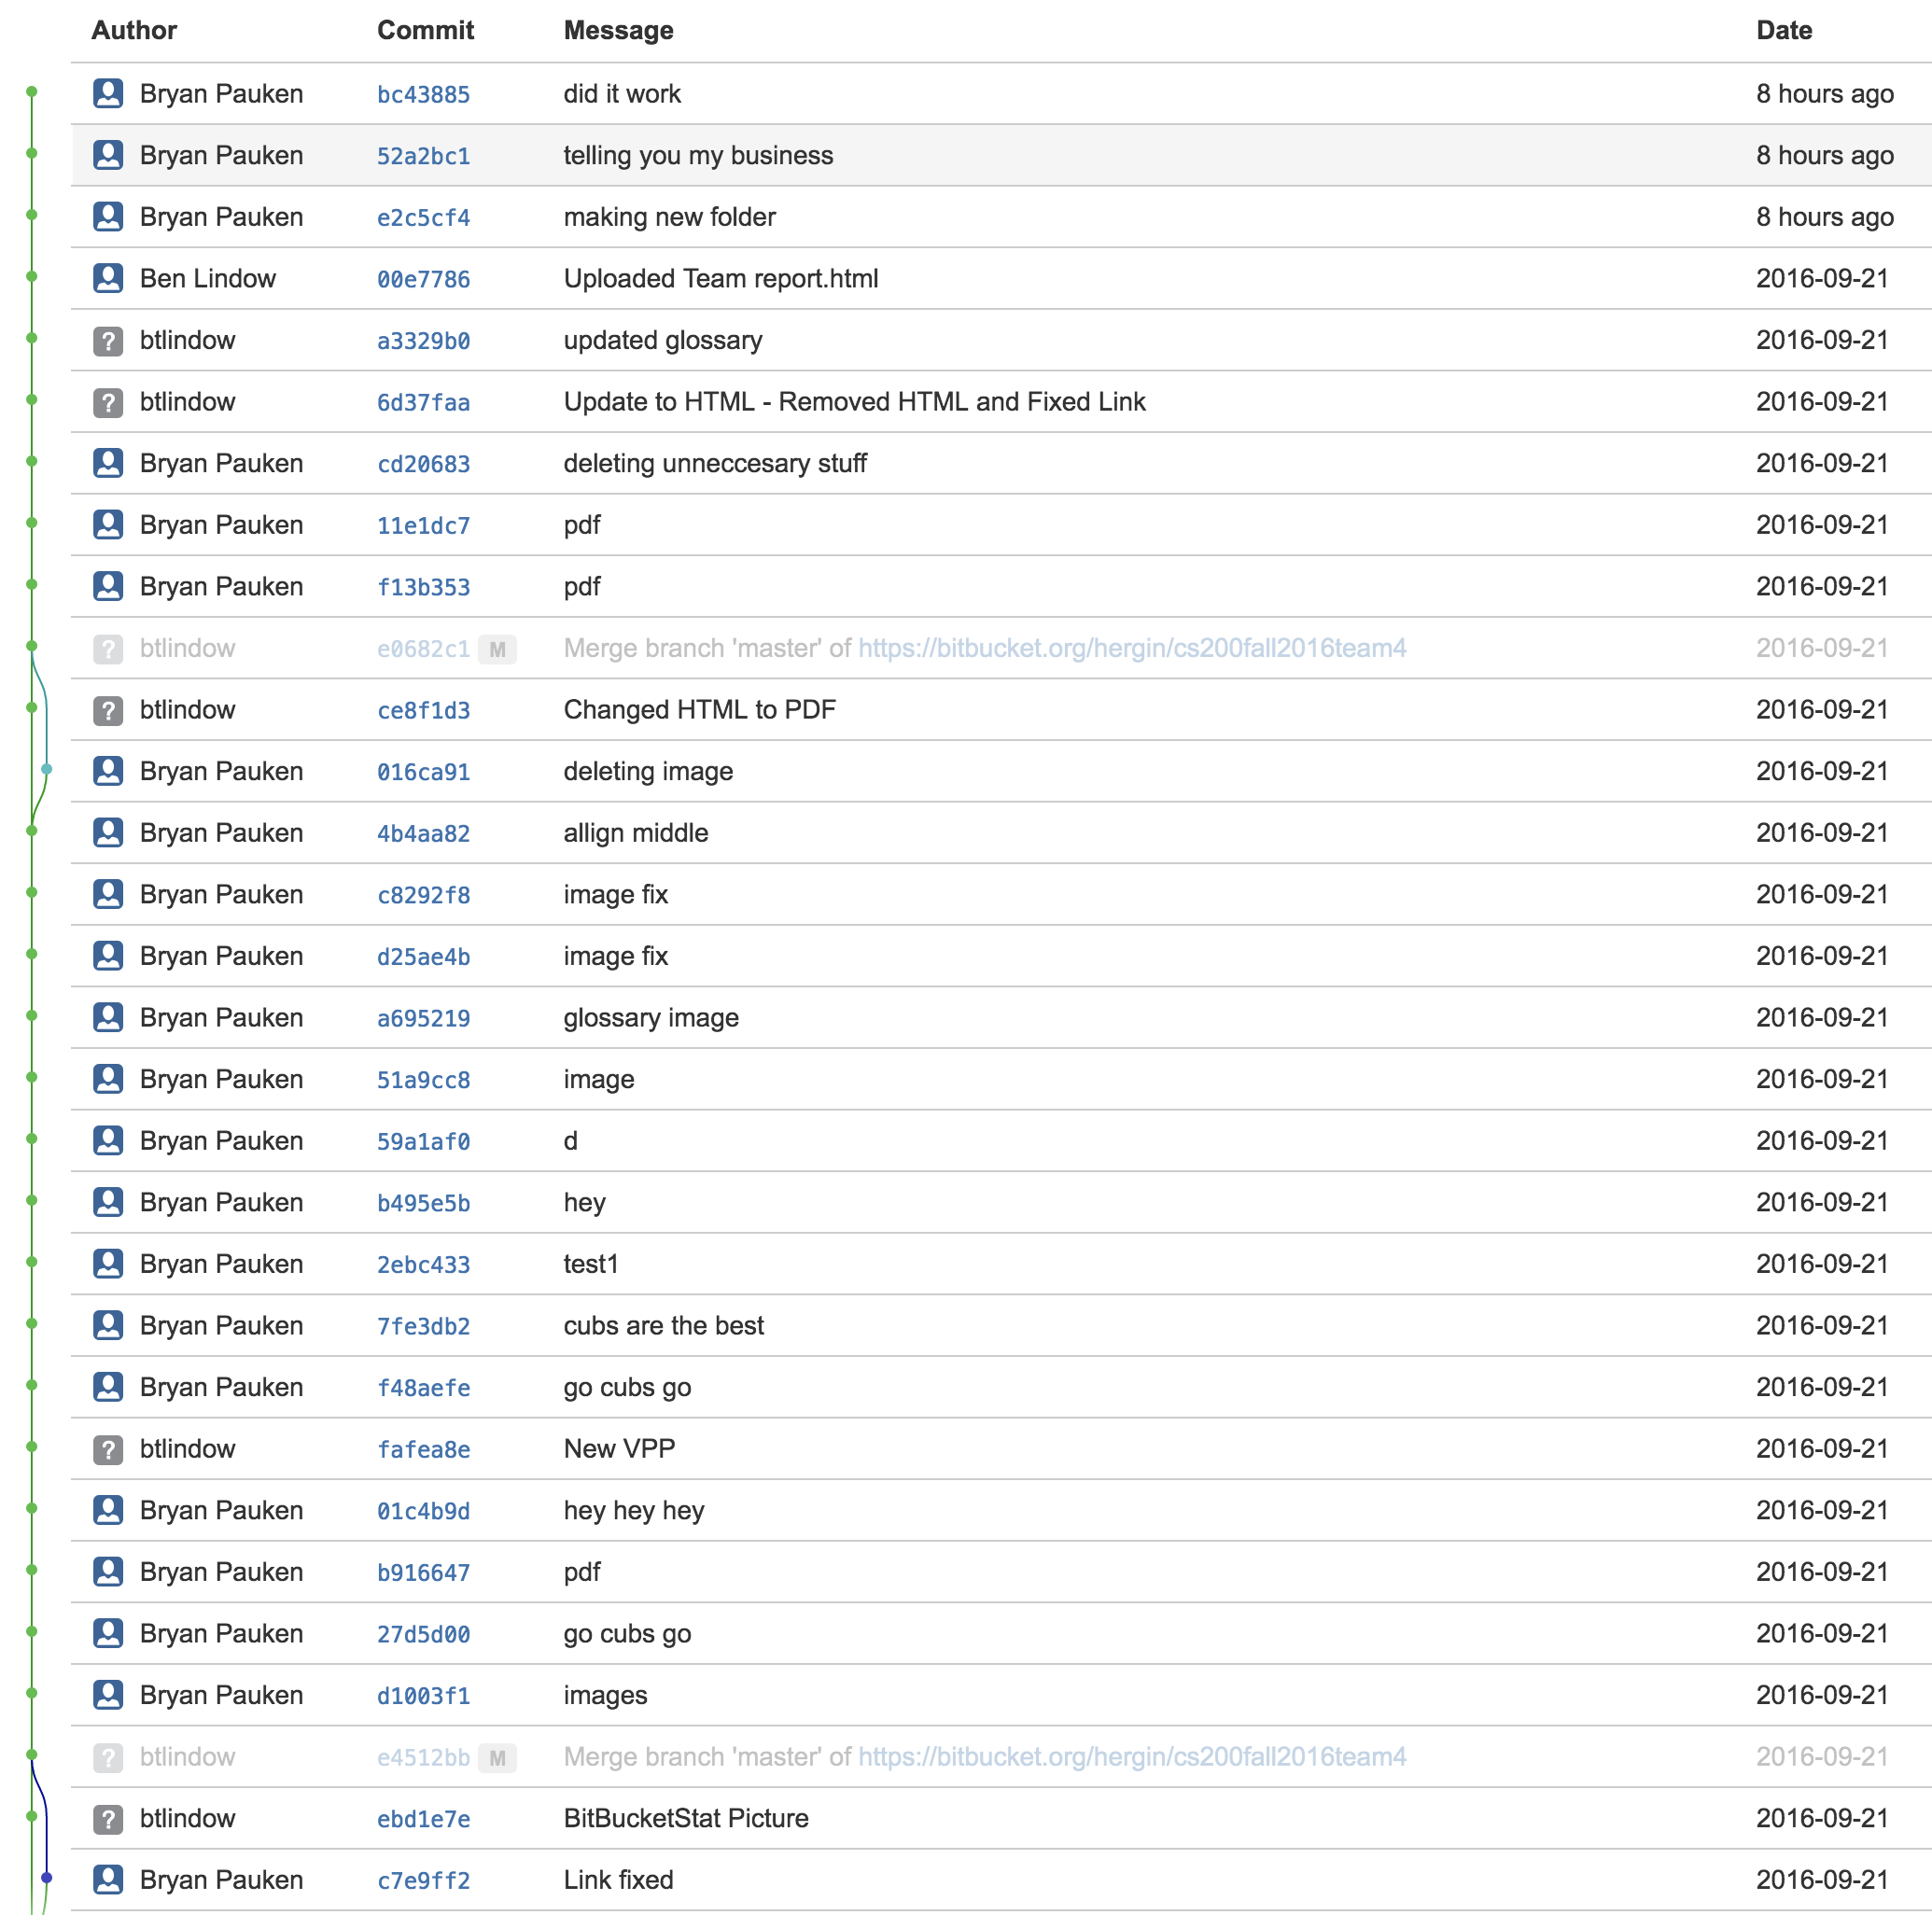 Author Commit Message Date
Bryan Pauken bc43885 did it work 8 hours ago
Bryan Pauken 52a2bc1 telling you my business 8 hours ago
Bryan Pauken e2c5cf4 making new folder 8 hours ago
Ben Lindow 00e7786 Uploaded Team report.html 2016-09-21
? btlindow a3329b0 updated glossary 2016-09-21
? btlindow 6d37faa Update to HTML - Removed HTML and Fixed Link 2016-09-21
Bryan Pauken cd20683 deleting unneccesary stuff 2016-09-21
Bryan Pauken 11e1dc7 pdf 2016-09-21
Bryan Pauken f13b353 pdf 2016-09-21
? btlindow e0682c1 M Merge branch 'master' of https://bitbucket.org/hergin/cs200fall2016team4 2016-09-21
? btlindow ce8f1d3 Changed HTML to PDF 2016-09-21
Bryan Pauken 016ca91 deleting image 2016-09-21
Bryan Pauken 4b4aa82 allign middle 2016-09-21
Bryan Pauken c8292f8 image fix 2016-09-21
Bryan Pauken d25ae4b image fix 2016-09-21
Bryan Pauken a695219 glossary image 2016-09-21
Bryan Pauken 51a9cc8 image 2016-09-21
Bryan Pauken 59a1af0 d 2016-09-21
Bryan Pauken b495e5b hey 2016-09-21
Bryan Pauken 2ebc433 test1 2016-09-21
Bryan Pauken 7fe3db2 cubs are the best 2016-09-21
Bryan Pauken f48aefe go cubs go 2016-09-21
? btlindow fafea8e New VPP 2016-09-21
Bryan Pauken 01c4b9d hey hey hey 2016-09-21
Bryan Pauken b916647 pdf 2016-09-21
Bryan Pauken 27d5d00 go cubs go 2016-09-21
Bryan Pauken d1003f1 images 2016-09-21
? btlindow e4512bb M Merge branch 'master' of https://bitbucket.org/hergin/cs200fall2016team4 2016-09-21
? btlindow ebd1e7e BitBucketStat Picture 2016-09-21
Bryan Pauken c7e9ff2 Link fixed 2016-09-21